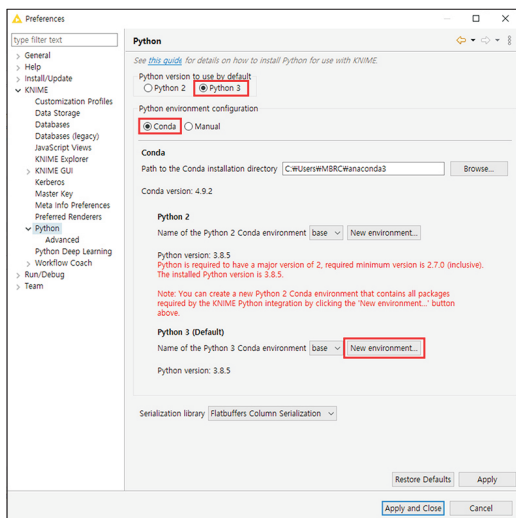 Preferences
type filter text
Python
General
Help
Install/Update
KNIME
Customization Profiles
Data Storage
Databases
Databases (legacy)
JavaScript Views
KNIME Explorer
KNIME GUI
Kerberos
Master Key
Meta Info Preferences
Preferred Renderers
Python
Advanced
Python Deep Learning
Workflow Coach
Run/Debug
Team
See this guide for details on how to install Python for use with KNIME.
Python version to use by default
Python 2 Python 3
Python environment configuration
Conda Manual
Conda
Path to the Conda installation directory C:₩Users₩MBRC₩anaconda3 Browse...
Conda version: 4.9.2
Python 2
Name of the Python 2 Conda environment base New environment...
Python version: 3.8.5
Python is required to have a major version of 2, required minimum version is 2.7.0 (inclusive).
The installed Python version is 3.8.5.
Note: You can create a new Python 2 Conda environment that contains all packages
required by the KNIME Python integration by clicking the "New environment..." button
above.
Python 3 (Default)
Name of the Python 3 Conda environment base New environment...
Python version: 3.8.5
Serialization library Flatbuffers Column Serialization
Restore Defaults Apply
Apply and Close Cancel